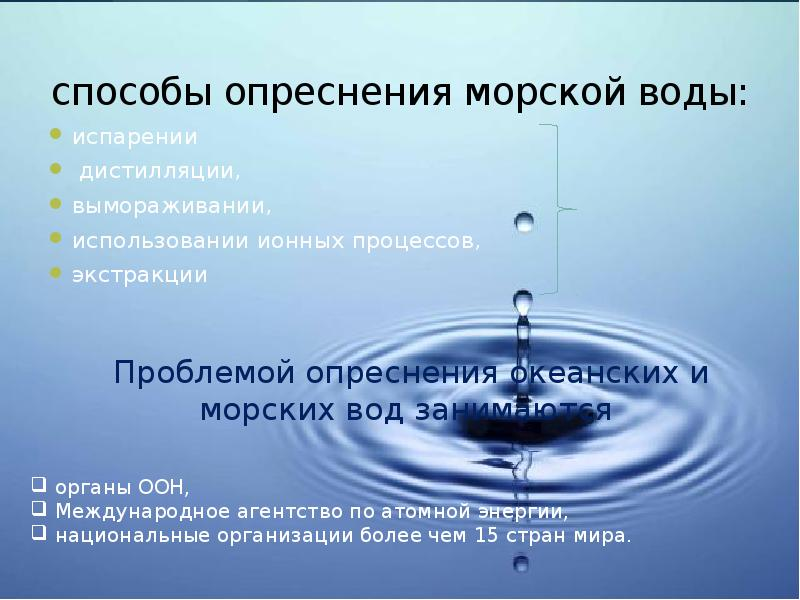 способы опреснения морской воды:
испарении
дистилляции,
вымораживании,
использовании ионных процессов,
экстракции
Проблемой опреснения океанских и
морских вод занимаются
органы ООН,
Международное агентство по атомной энергии,
национальные организации более чем 15 стран мира.